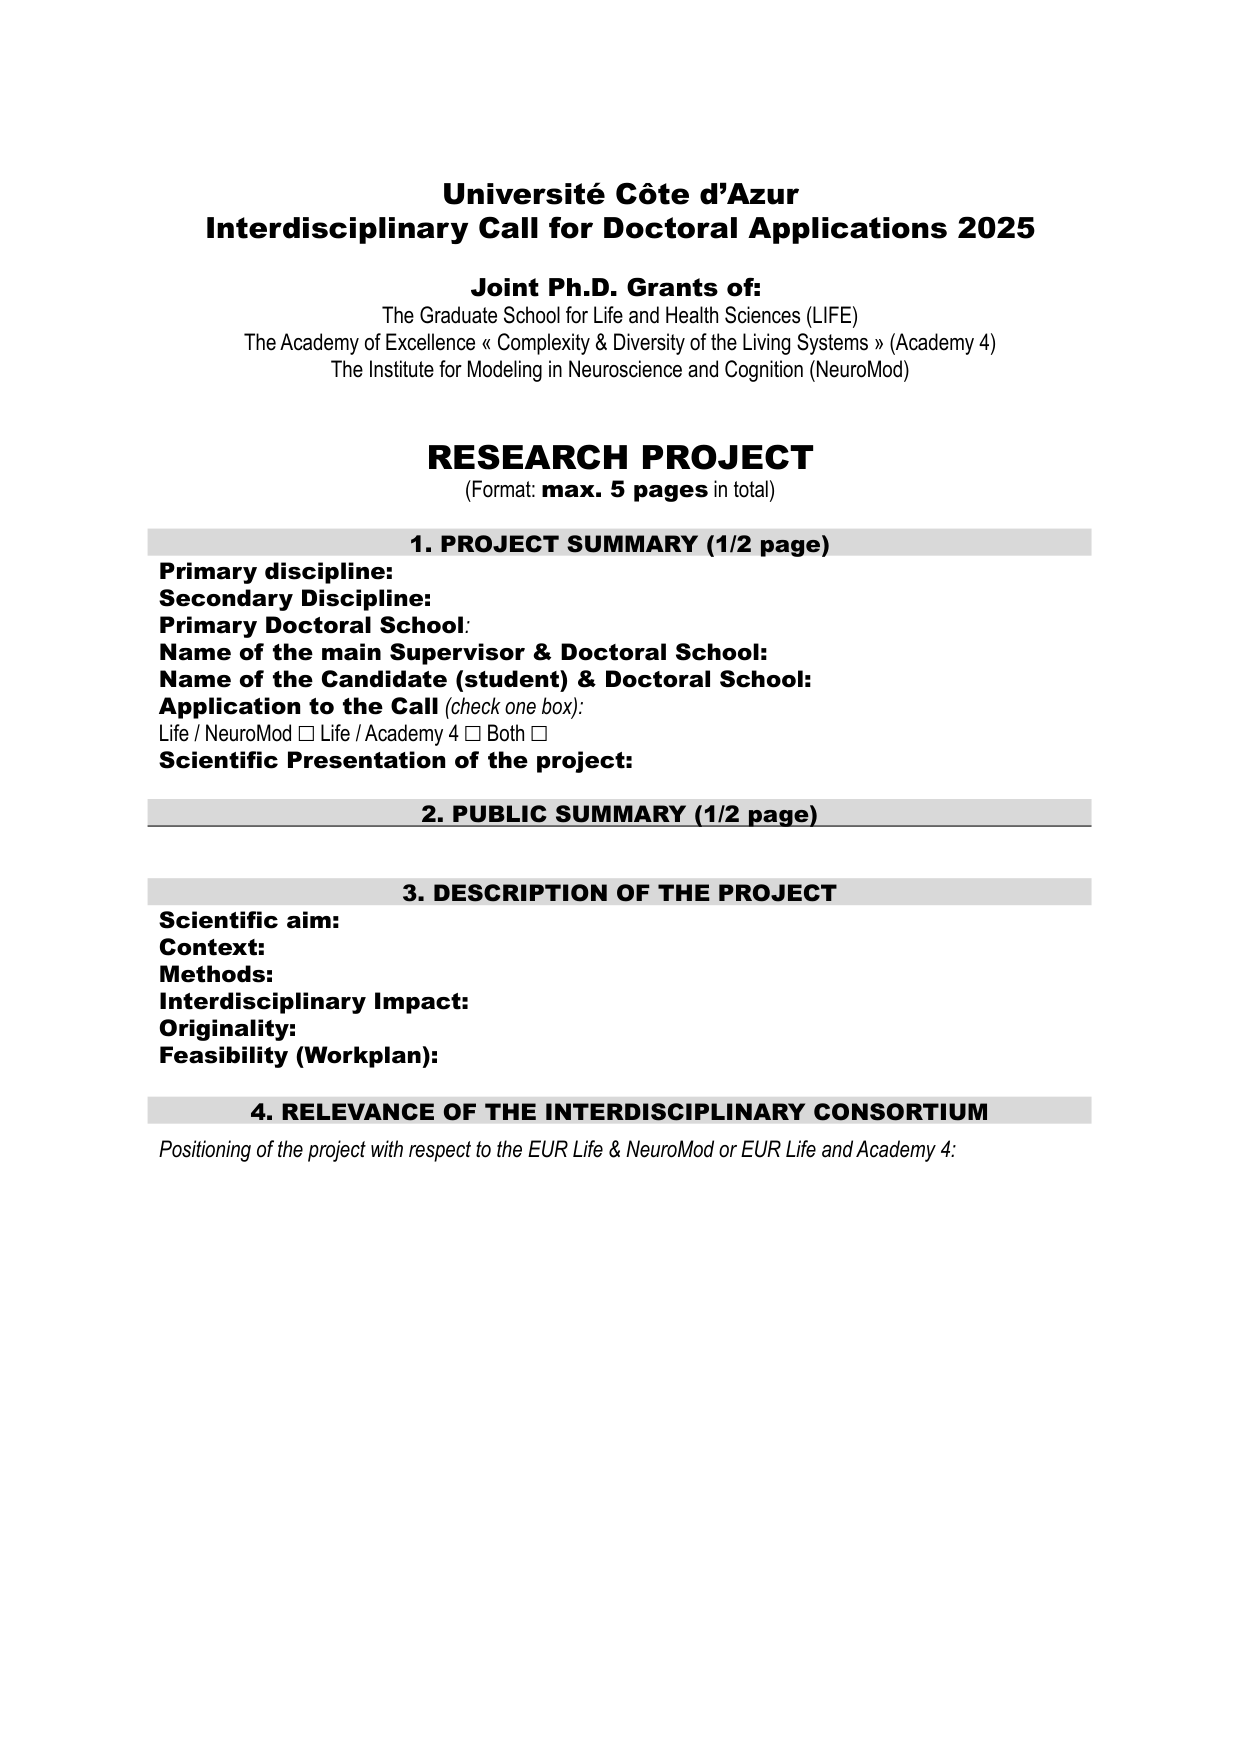 Université Côte d’Azur
Interdisciplinary Call for Doctoral Applications 2025
Joint Ph.D. Grants of:
The Graduate School for Life and Health Sciences (LIFE)
The Academy of Excellence « Complexity & Diversity of the Living Systems » (Academy 4)
The Institute for Modeling in Neuroscience and Cognition (NeuroMod)
RESEARCH PROJECT
(Format: max. 5 pages in total)
1. PROJECT SUMMARY (1/2 page)
Primary discipline:
Secondary Discipline:
Primary Doctoral School:
Name of the main Supervisor & Doctoral School:
Name of the Candidate (student) & Doctoral School:
Application to the Call (check one box):
Life / NeuroMod ☐ Life / Academy 4 ☐ Both ☐
Scientific Presentation of the project:
2. PUBLIC SUMMARY (1/2 page)
3. DESCRIPTION OF THE PROJECT
Scientific aim:
Context:
Methods:
Interdisciplinary Impact:
Originality:
Feasibility (Workplan):
4. RELEVANCE OF THE INTERDISCIPLINARY CONSORTIUM
Positioning of the project with respect to the EUR Life & NeuroMod or EUR Life and Academy 4: